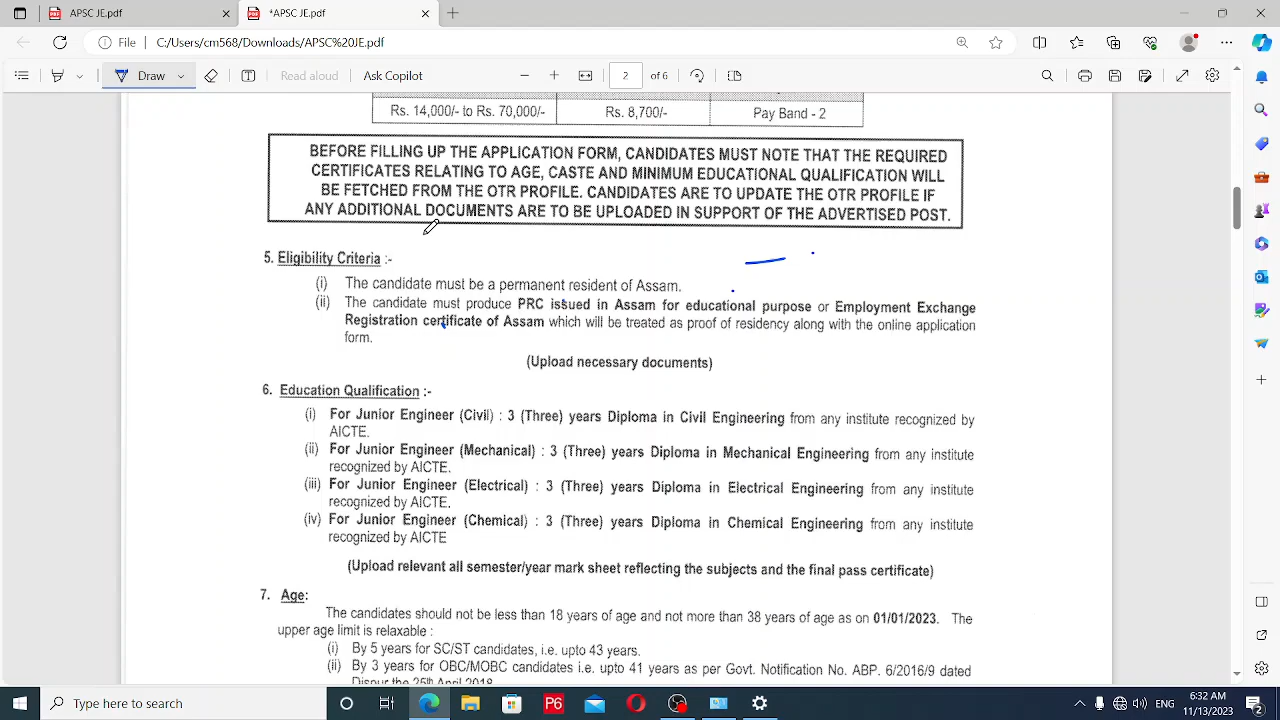 APSC JE.pdf
*APSC JE.pdf
File
C:/Users/cm568/Downloads/APSC%20JE.pdf
Draw
Read aloud
Ask Copilot
2
of 6
Rs. 14,000/- to Rs. 70,000/-
Rs. 8,700/-
Pay Band - 2
BEFORE FILLING UP THE APPLICATION FORM, CANDIDATES MUST NOTE THAT THE REQUIRED
CERTIFICATES RELATING TO AGE, CASTE AND MINIMUM EDUCATIONAL QUALIFICATION WILL
BE FETCHED FROM THE OTR PROFILE. CANDIDATES ARE TO UPDATE THE OTR PROFILE IF
ANY ADDITIONAL DOCUMENTS ARE TO BE UPLOADED IN SUPPORT OF THE ADVERTISED POST.
5. Eligibility Criteria :-
(i) The candidate must be a permanent resident of Assam.
(ii) The candidate must produce PRC issued in Assam for educational purpose or Employment Exchange
Registration certificate of Assam which will be treated as proof of residency along with the online application
form.
(Upload necessary documents)
6. Education Qualification :-
(i) For Junior Engineer (Civil) : 3 (Three) years Diploma in Civil Engineering from any institute recognized by
AICTE.
(ii) For Junior Engineer (Mechanical) : 3 (Three) years Diploma in Mechanical Engineering from any institute
recognized by AICTE.
(iii) For Junior Engineer (Electrical) : 3 (Three) years Diploma in Electrical Engineering from any institute
recognized by AICTE.
(iv) For Junior Engineer (Chemical) : 3 (Three) years Diploma in Chemical Engineering from any institute
recognized by AICTE
(Upload relevant all semester/year mark sheet reflecting the subjects and the final pass certificate)
7. Age:
The candidates should not be less than 18 years of age and not more than 38 years of age as on 01/01/2023. The
upper age limit is relaxable :
(i) By 5 years for SC/ST candidates, i.e. upto 43 years.
(ii) By 3 years for OBC/MOBC candidates i.e. upto 41 years as per Govt. Notification No. ABP. 6/2016/9 dated
Dispur the 25th April 2018
Type here to search
P6
6:32 AM
11/13/2023
2